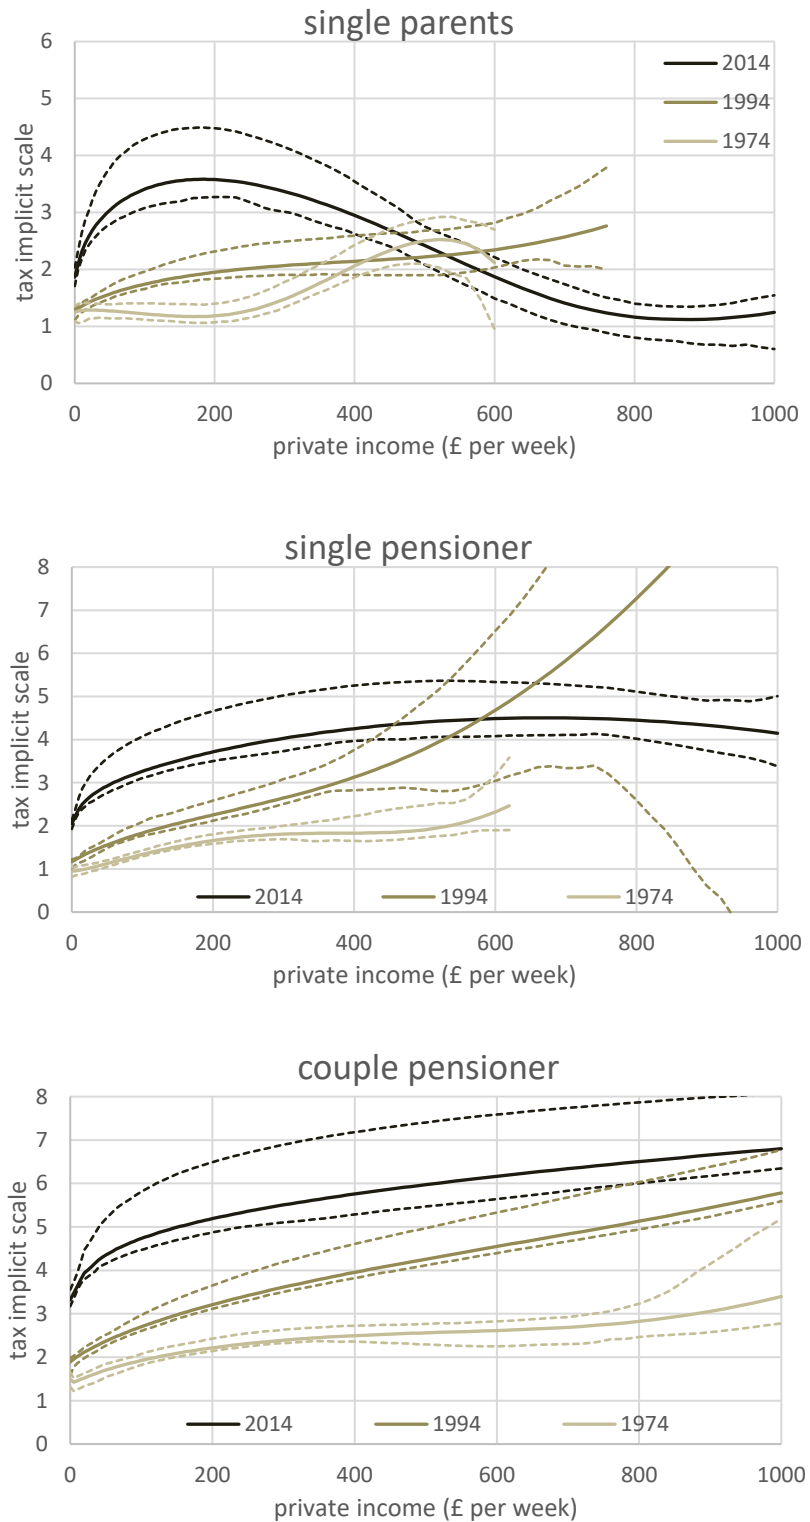 single parents
6
5
4
3
2
1
0
tax implicit scale
2014
1994
1974
0 200 400 600 800 1000
private income (£ per week)
single pensioner
8
7
6
5
4
3
2
1
0
tax implicit scale
2014 1994 1974
0 200 400 600 800 1000
private income (£ per week)
couple pensioner
8
7
6
5
4
3
2
1
0
tax implicit scale
2014 1994 1974
0 200 400 600 800 1000
private income (£ per week)